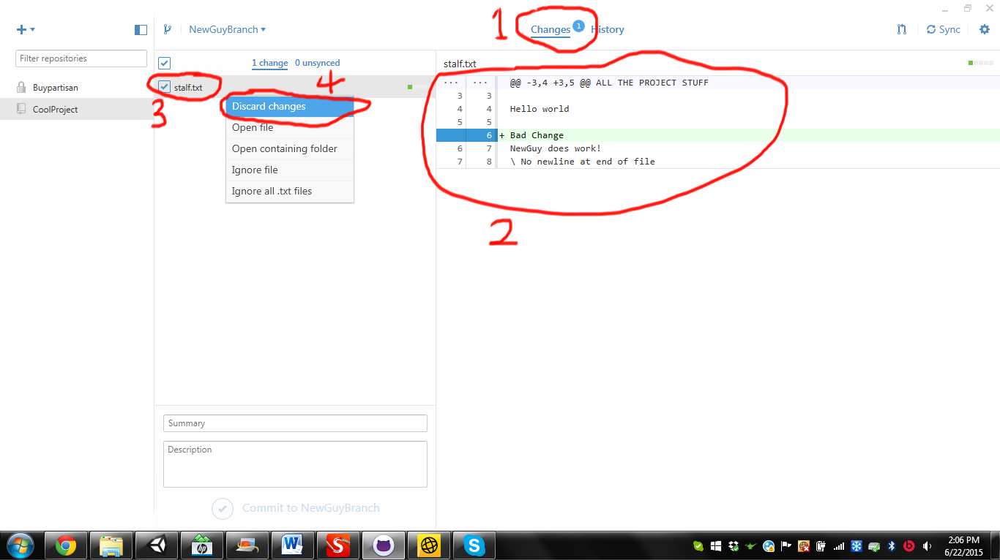 1
NewGuyBranch
Changes 1 History
Sync
Filter repositories
1 change 0 unsynced
stalf.txt
Buypartisan
stalf.txt
4
... ... @@ -3,4 +3,5 @@ ALL THE PROJECT STUFF
3 3
CoolProject
3
Discard changes
4 4 Hello world
Open file
5 5
6 + Bad Change
Open containing folder
6 7 NewGuy does work!
Ignore file
7 8 \ No newline at end of file
Ignore all .txt files
2
Summary
Description
Commit to NewGuyBranch
hp
W
S
S
2:06 PM
6/22/2015